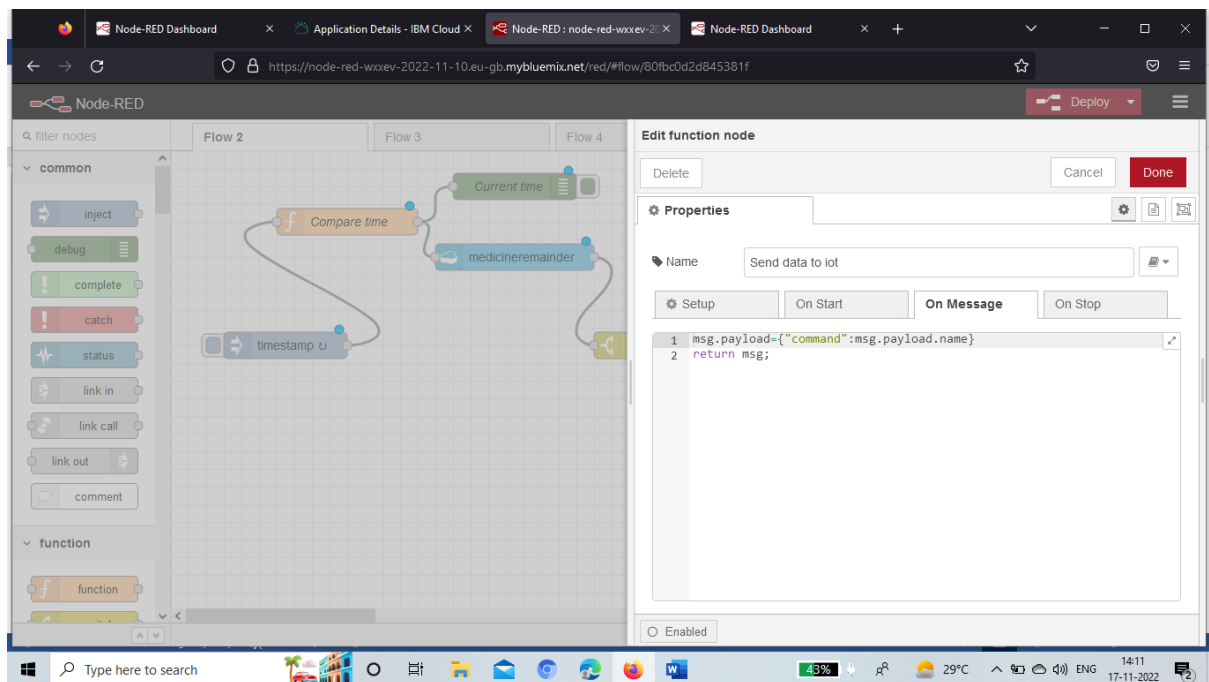 Node-RED Dashboard
Application Details - IBM Cloud
Node-RED : node-red-wxxev-20
Node-RED Dashboard
https://node-red-wxxev-2022-11-10.eu-gb.mybluemix.net/red/#flow/80fbc0d2d845381f
Node-RED
Deploy
filter nodes
Flow 2
Flow 3
Flow 4
Edit function node
Delete
Cancel
Done
common
inject
debug
complete
catch
status
link in
link call
link out
comment
function
function
Current time
Compare time
medicineremainder
timestamp ↻
Properties
Name
Send data to iot
Setup
On Start
On Message
On Stop
1 msg.payload={"command":msg.payload.name}
2 return msg;
Enabled
Type here to search
43%
29°C
ENG
14:11
17-11-2022
2